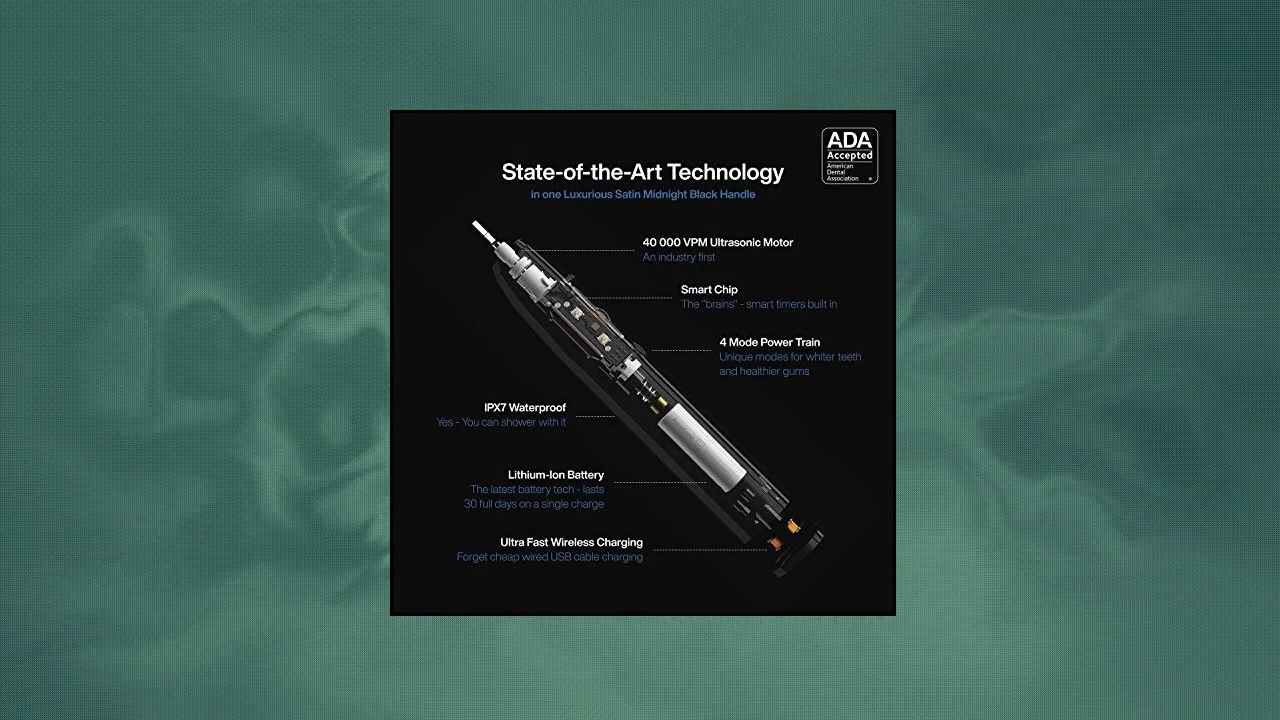 ADA
Accepted
American
Dental
Association ®
State-of-the-Art Technology
in one Luxurious Satin Midnight Black Handle
40 000 VPM Ultrasonic Motor
An industry first
Smart Chip
The "brains" - smart timers built in
4 Mode Power Train
Unique modes for whiter teeth
and healthier gums
IPX7 Waterproof
Yes - You can shower with it
Lithium-Ion Battery
The latest battery tech - lasts
30 full days on a single charge
Ultra Fast Wireless Charging
Forget cheap wired USB cable charging